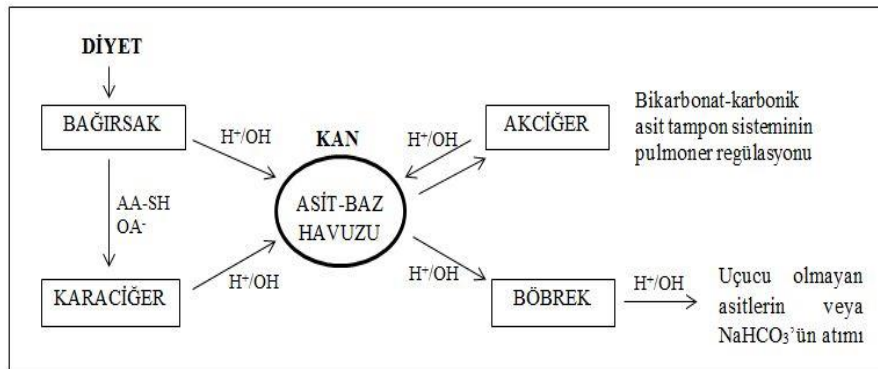 DİYET
BAĞIRSAK
H⁺/OH
KAN
H⁺/OH
AKCİĞER
Bikarbonat-karbonik
asit tampon sisteminin
pulmoner regülasyonu
AA-SH
OA⁻
ASİT-BAZ
HAVUZU
KARACİĞER
H⁺/OH
H⁺/OH
BÖBREK
H⁺/OH
Uçucu olmayan
asitlerin veya
NaHCO₃'ün atımı